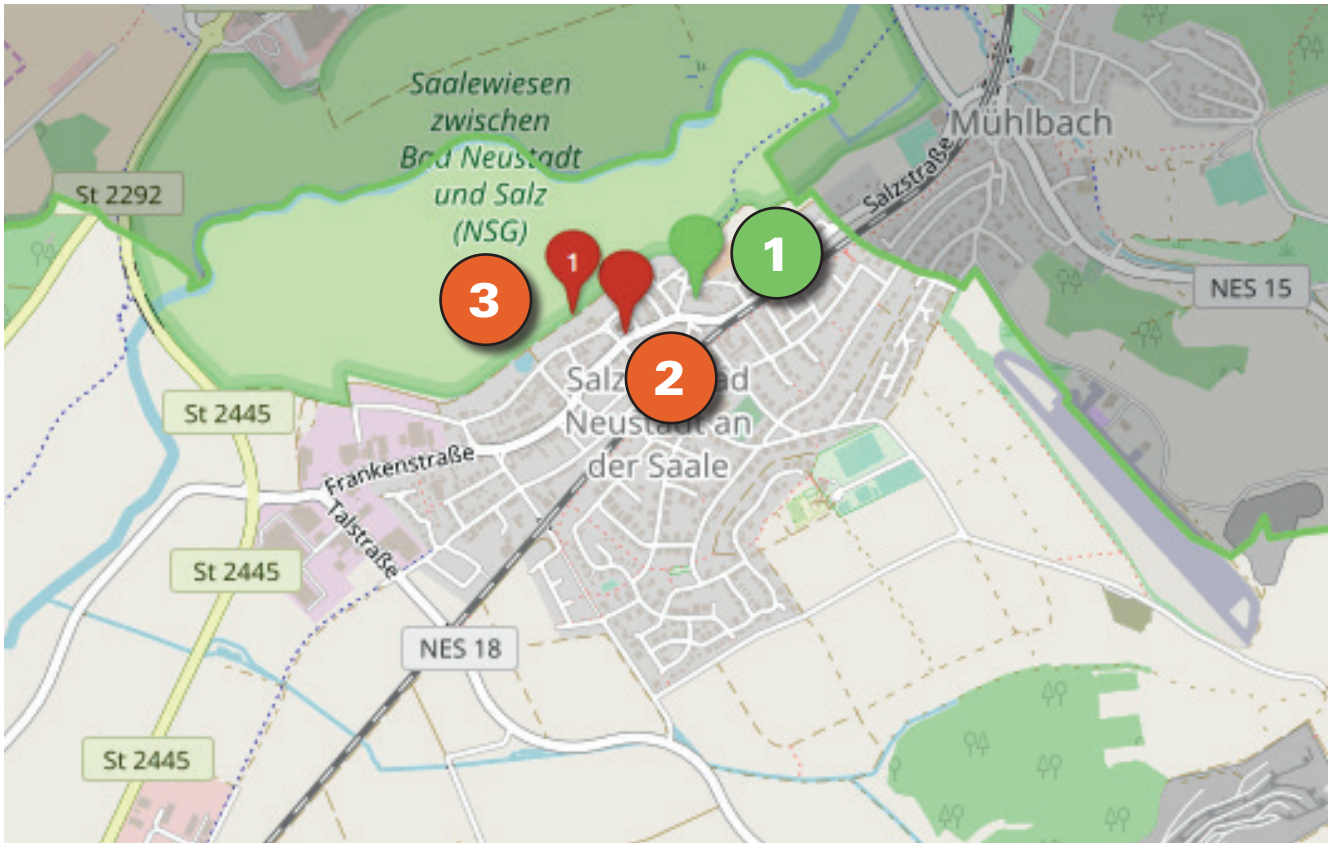 Saalewiesen
zwischen
Bad Neustadt
und Salz
(NSG)
Mühlbach
St 2292
Salzstraße
1
1
3
NES 15
2
Neustadt an
der Saale
St 2445
Frankenstraße
Talstraße
St 2445
NES 18
St 2445